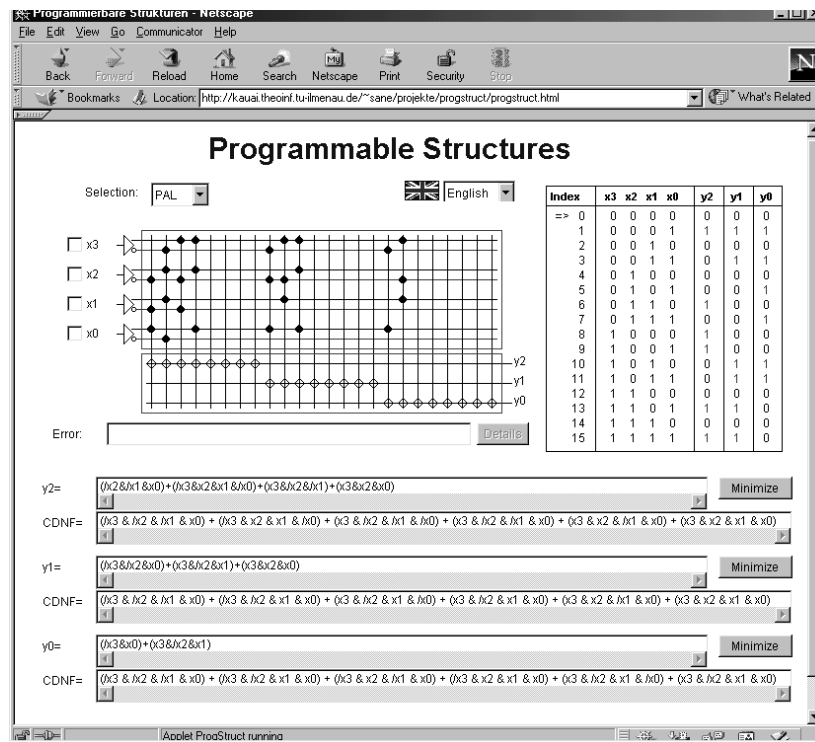 Programmierbare Strukturen - Netscape
File Edit View Go Communicator Help
Back Forward Reload Home Search Netscape Print Security Stop
Bookmarks Location: http://kauai.theoinf.tu-ilmenau.de/~sane/projekte/progstruct/progstruct.html What's Related
Programmable Structures
Selection: PAL English
Index x3 x2 x1 x0 y2 y1 y0
=> 0 0 0 0 0 0 0 0
1 0 0 0 1 1 1 1
2 0 0 1 0 0 0 0
3 0 0 1 1 0 1 1
4 0 1 0 0 0 0 0
5 0 1 0 1 0 0 1
6 0 1 1 0 1 0 0
7 0 1 1 1 0 0 1
8 1 0 0 0 1 0 0
9 1 0 0 1 1 0 0
10 1 0 1 0 0 1 1
11 1 0 1 1 0 1 1
12 1 1 0 0 0 0 0
13 1 1 0 1 1 1 0
14 1 1 1 0 0 0 0
15 1 1 1 1 1 1 0
x3
x2
x1
x0
y2
y1
y0
Error: Details
y2= (/x2&/x1&x0)+(/x3&x2&x1&/x0)+(x3&/x2&/x1)+(x3&x2&x0) Minimize
CDNF= (/x3 & /x2 & /x1 & x0) + (/x3 & x2 & x1 & /x0) + (x3 & /x2 & /x1 & /x0) + (x3 & /x2 & /x1 & x0) + (x3 & x2 & /x1 & x0) + (x3 & x2 & x1 & x0)
y1= (/x3&/x2&x0)+(x3&/x2&x1)+(x3&x2&x0) Minimize
CDNF= (/x3 & /x2 & /x1 & x0) + (/x3 & /x2 & x1 & x0) + (x3 & /x2 & x1 & /x0) + (x3 & /x2 & x1 & x0) + (x3 & x2 & /x1 & x0) + (x3 & x2 & x1 & x0)
y0= (/x3&x0)+(x3&/x2&x1) Minimize
CDNF= (/x3 & /x2 & /x1 & x0) + (/x3 & /x2 & x1 & x0) + (/x3 & x2 & /x1 & x0) + (/x3 & x2 & x1 & x0) + (x3 & /x2 & x1 & /x0) + (x3 & /x2 & x1 & x0)
Applet ProgStruct running